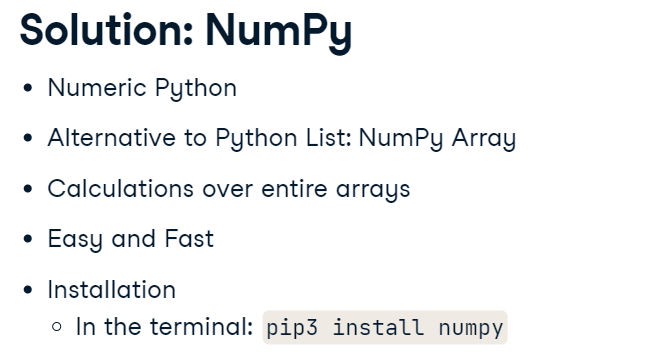 Solution: NumPy
• Numeric Python
• Alternative to Python List: NumPy Array
• Calculations over entire arrays
• Easy and Fast
• Installation
○ In the terminal: pip3 install numpy